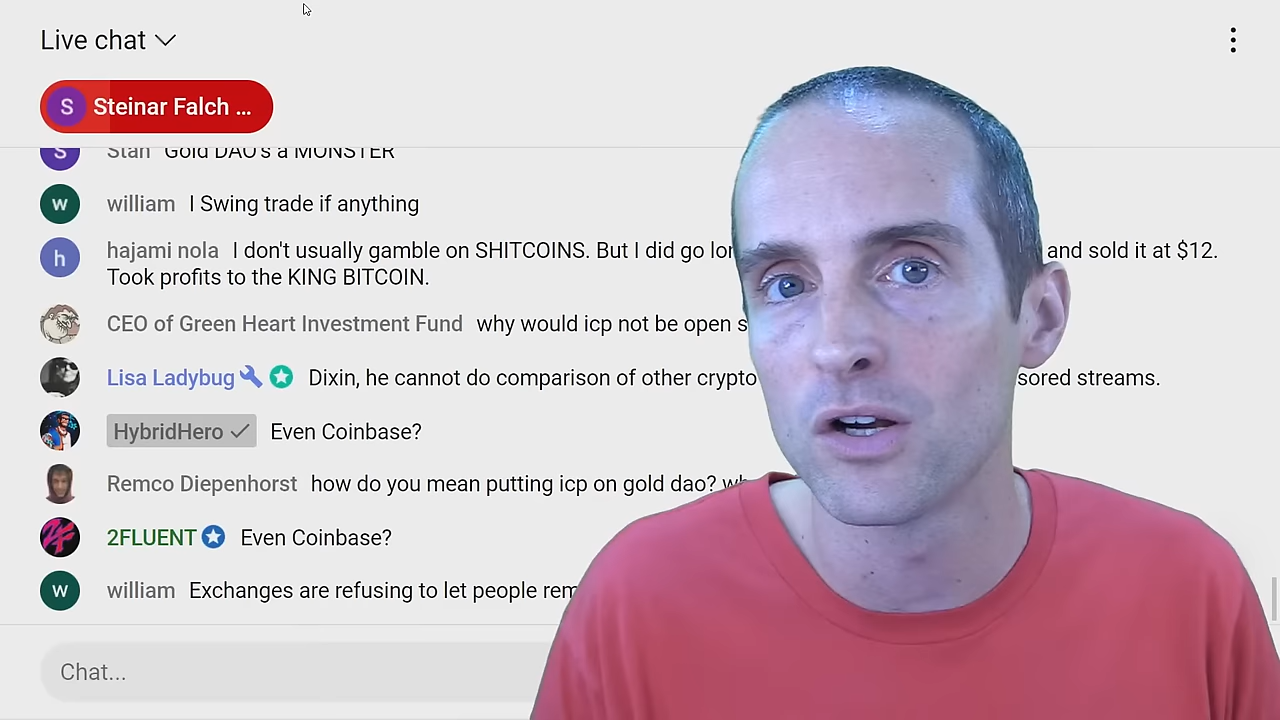 Live chat
S Steinar Falch ...
S Stan Gold DAO's a MONSTER
w william I Swing trade if anything
h hajami nola I don't usually gamble on SHITCOINS. But I did go and sold it at $12.
Took profits to the KING BITCOIN.
CEO of Green Heart Investment Fund why would icp not be open
Lisa Ladybug Dixin, he cannot do comparison of other crypto streams.
HybridHero Even Coinbase?
Remco Diepenhorst how do you mean putting icp on gold dao?
2FLUENT Even Coinbase?
w william Exchanges are refusing to let people
Chat...